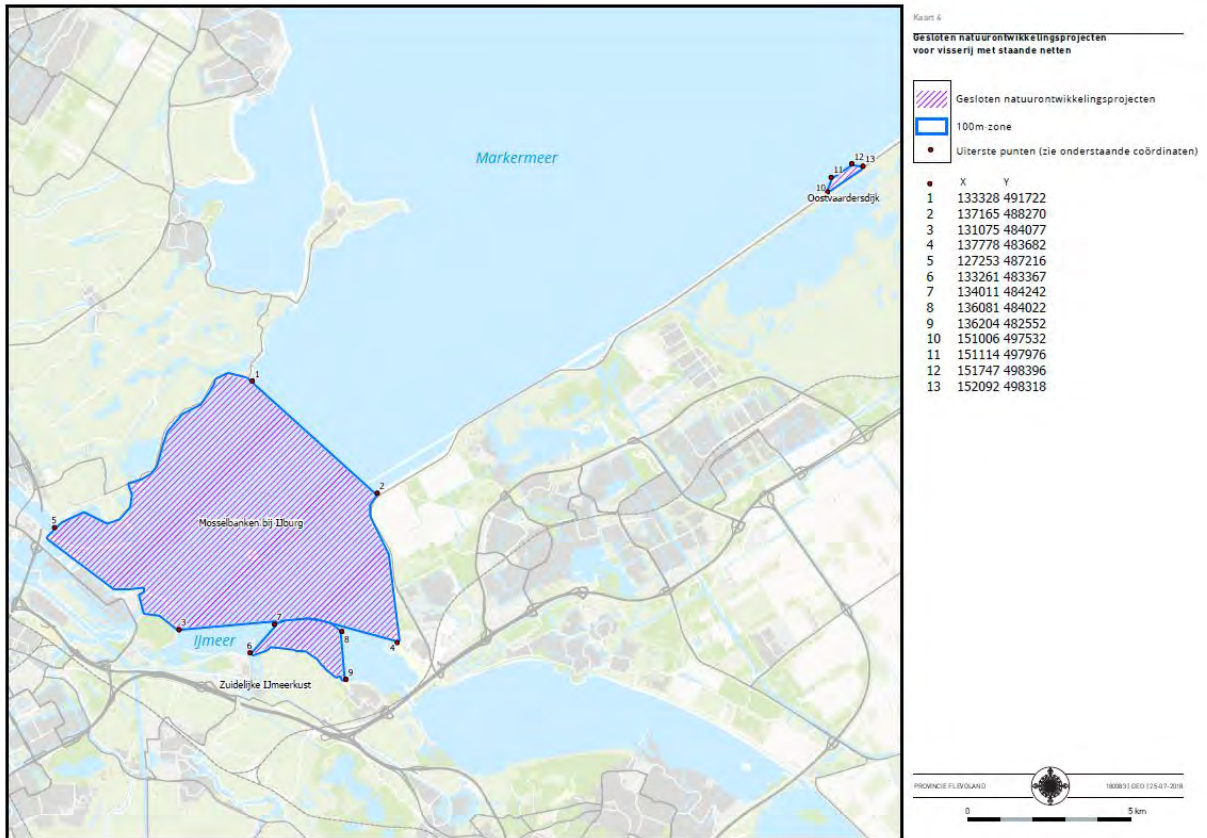 Kaart 4
Gesloten natuurontwikkelingsprojecten
voor visserij met staande netten
Gesloten natuurontwikkelingsprojecten
100m-zone
Uiterste punten (zie onderstaande coördinaten)
X Y
1 133328 491722
2 137165 488270
3 131075 484077
4 137778 483682
5 127253 487216
6 133261 483367
7 134011 484242
8 136081 484022
9 136204 482552
10 151006 497532
11 151114 497976
12 151747 498396
13 152092 498318
Markermeer
12
13
11
10
Oostvaardersdijk
1
2
5
Mosselbanken bij IJburg
3
7
8
4
IJmeer
6
9
Zuidelijke IJmeerkust
PROVINCIE FLEVOLAND
0 5 km